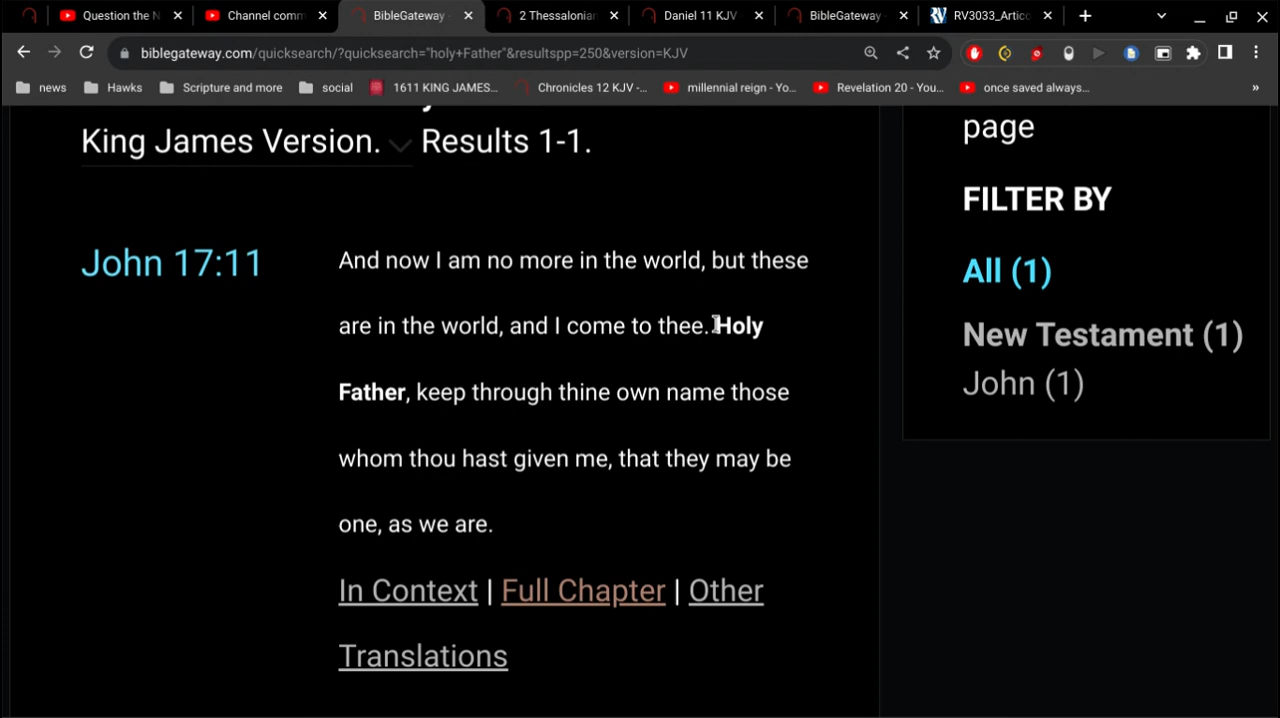 Question the N
Channel comm
BibleGateway -
2 Thessalonian
Daniel 11 KJV
BibleGateway -
RV3033_Artico
biblegateway.com/quicksearch/?quicksearch="holy+Father"&resultspp=250&version=KJV
news
Hawks
Scripture and more
social
1611 KING JAMES...
Chronicles 12 KJV -...
millennial reign - Yo...
Revelation 20 - You...
once saved always...
King James Version. Results 1-1.
page
FILTER BY
All (1)
New Testament (1)
John (1)
John 17:11
And now I am no more in the world, but these
are in the world, and I come to thee. Holy
Father, keep through thine own name those
whom thou hast given me, that they may be
one, as we are.
In Context | Full Chapter | Other
Translations